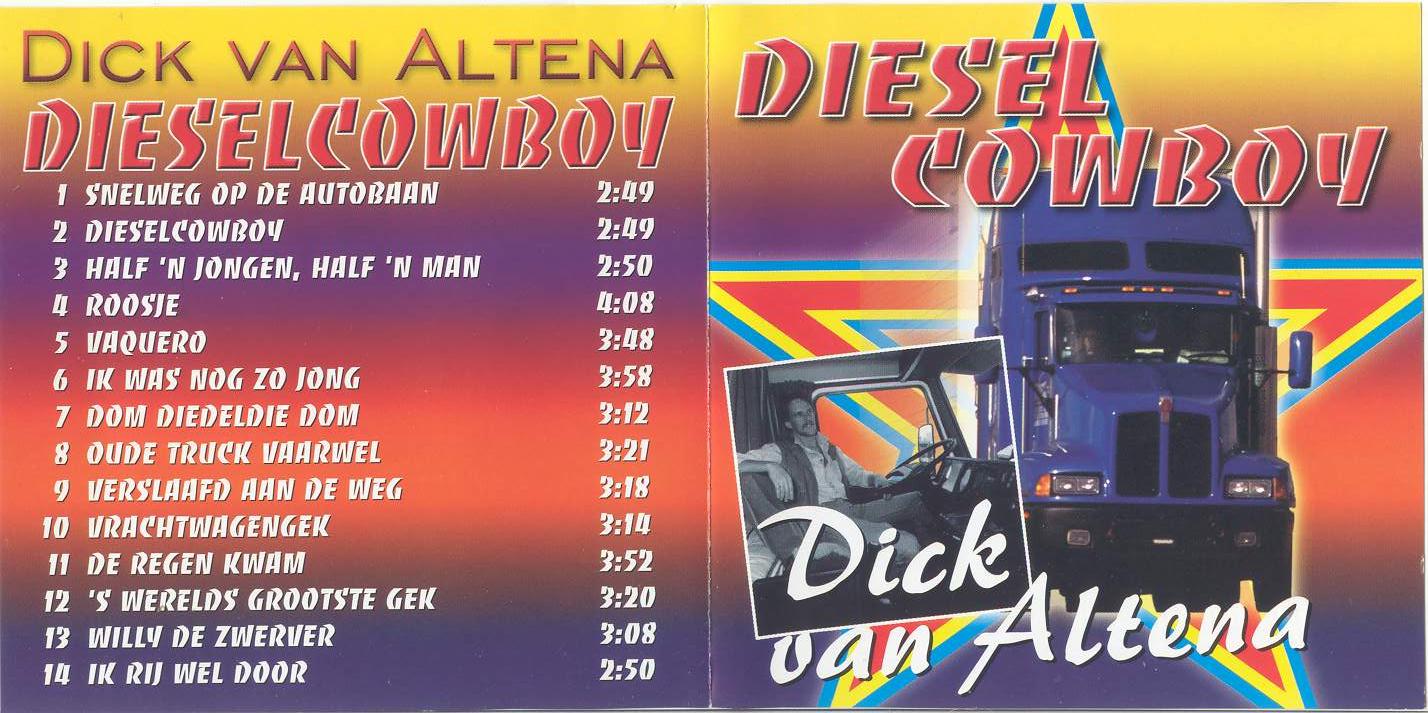 DICK VAN ALTENA
DIESELCOWBOY
1 SNELWEG OP DE AUTOBAAN 2:49
2 DIESELCOWBOY 2:49
3 HALF 'N JONGEN, HALF 'N MAN 2:50
4 ROOSJE 4:08
5 VAQUERO 3:48
6 IK WAS NOG ZO JONG 3:58
7 DOM DIEDELDIE DOM 3:12
8 OUDE TRUCK VAARWEL 3:21
9 VERSLAAFD AAN DE WEG 3:18
10 VRACHTWAGENGEK 3:14
11 DE REGEN KWAM 3:52
12 'S WERELDS GROOTSTE GEK 3:20
13 WILLY DE ZWERVER 3:08
14 IK RIJ WEL DOOR 2:50
DIESEL
COWBOY
Dick
van Altena